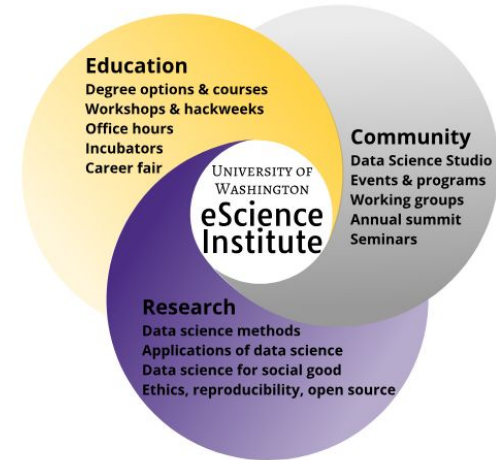 Education
Degree options & courses
Workshops & hackweeks
Office hours
Incubators
Career fair
Community
Data Science Studio
Events & programs
Working groups
Annual summit
Seminars
UNIVERSITY OF
WASHINGTON
eScience
Institute
Research
Data science methods
Applications of data science
Data science for social good
Ethics, reproducibility, open source